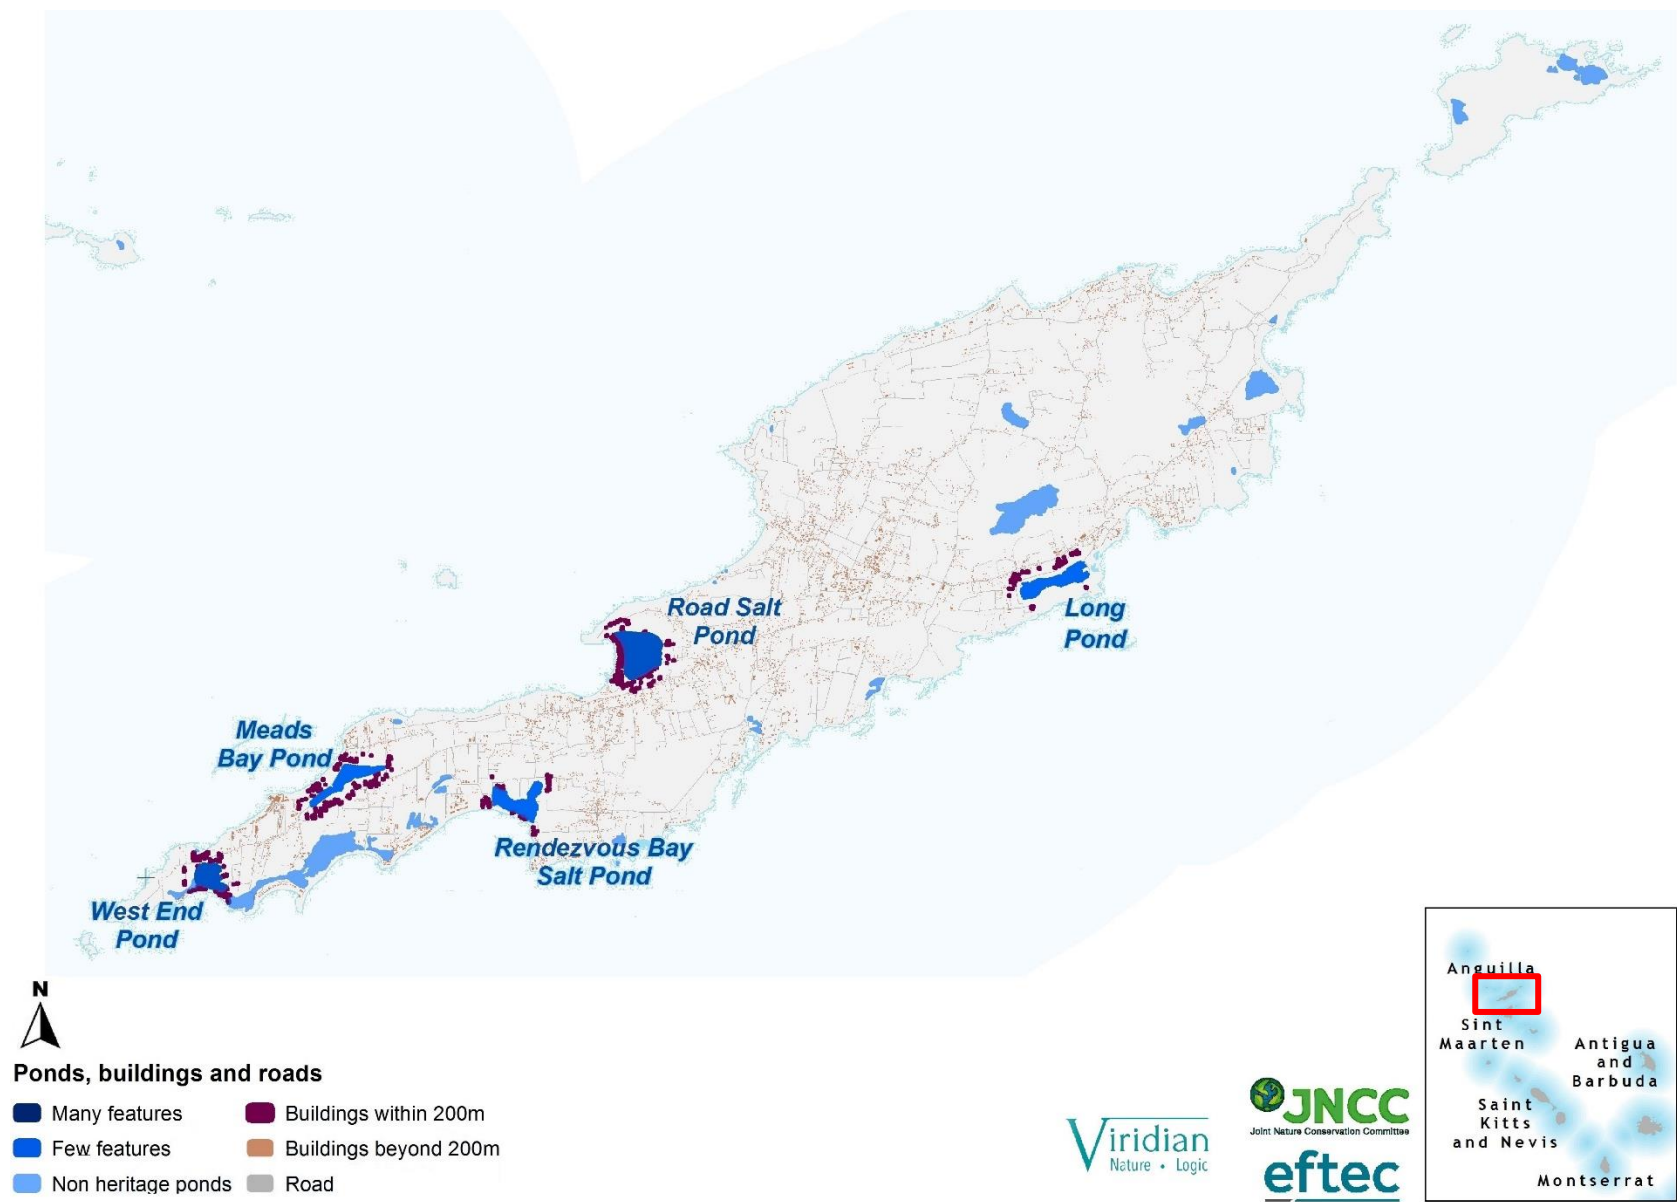 Road Salt
Pond
Long
Pond
Meads
Bay Pond
Rendezvous Bay
Salt Pond
West End
Pond
N
Ponds, buildings and roads
Many features
Few features
Non heritage ponds
Buildings within 200m
Buildings beyond 200m
Road
Viridian
Nature • Logic
JNCC
Joint Nature Conservation Committee
eftec
Anguilla
Sint
Maarten
Antigua
and
Barbuda
Saint
Kitts
and Nevis
Montserrat